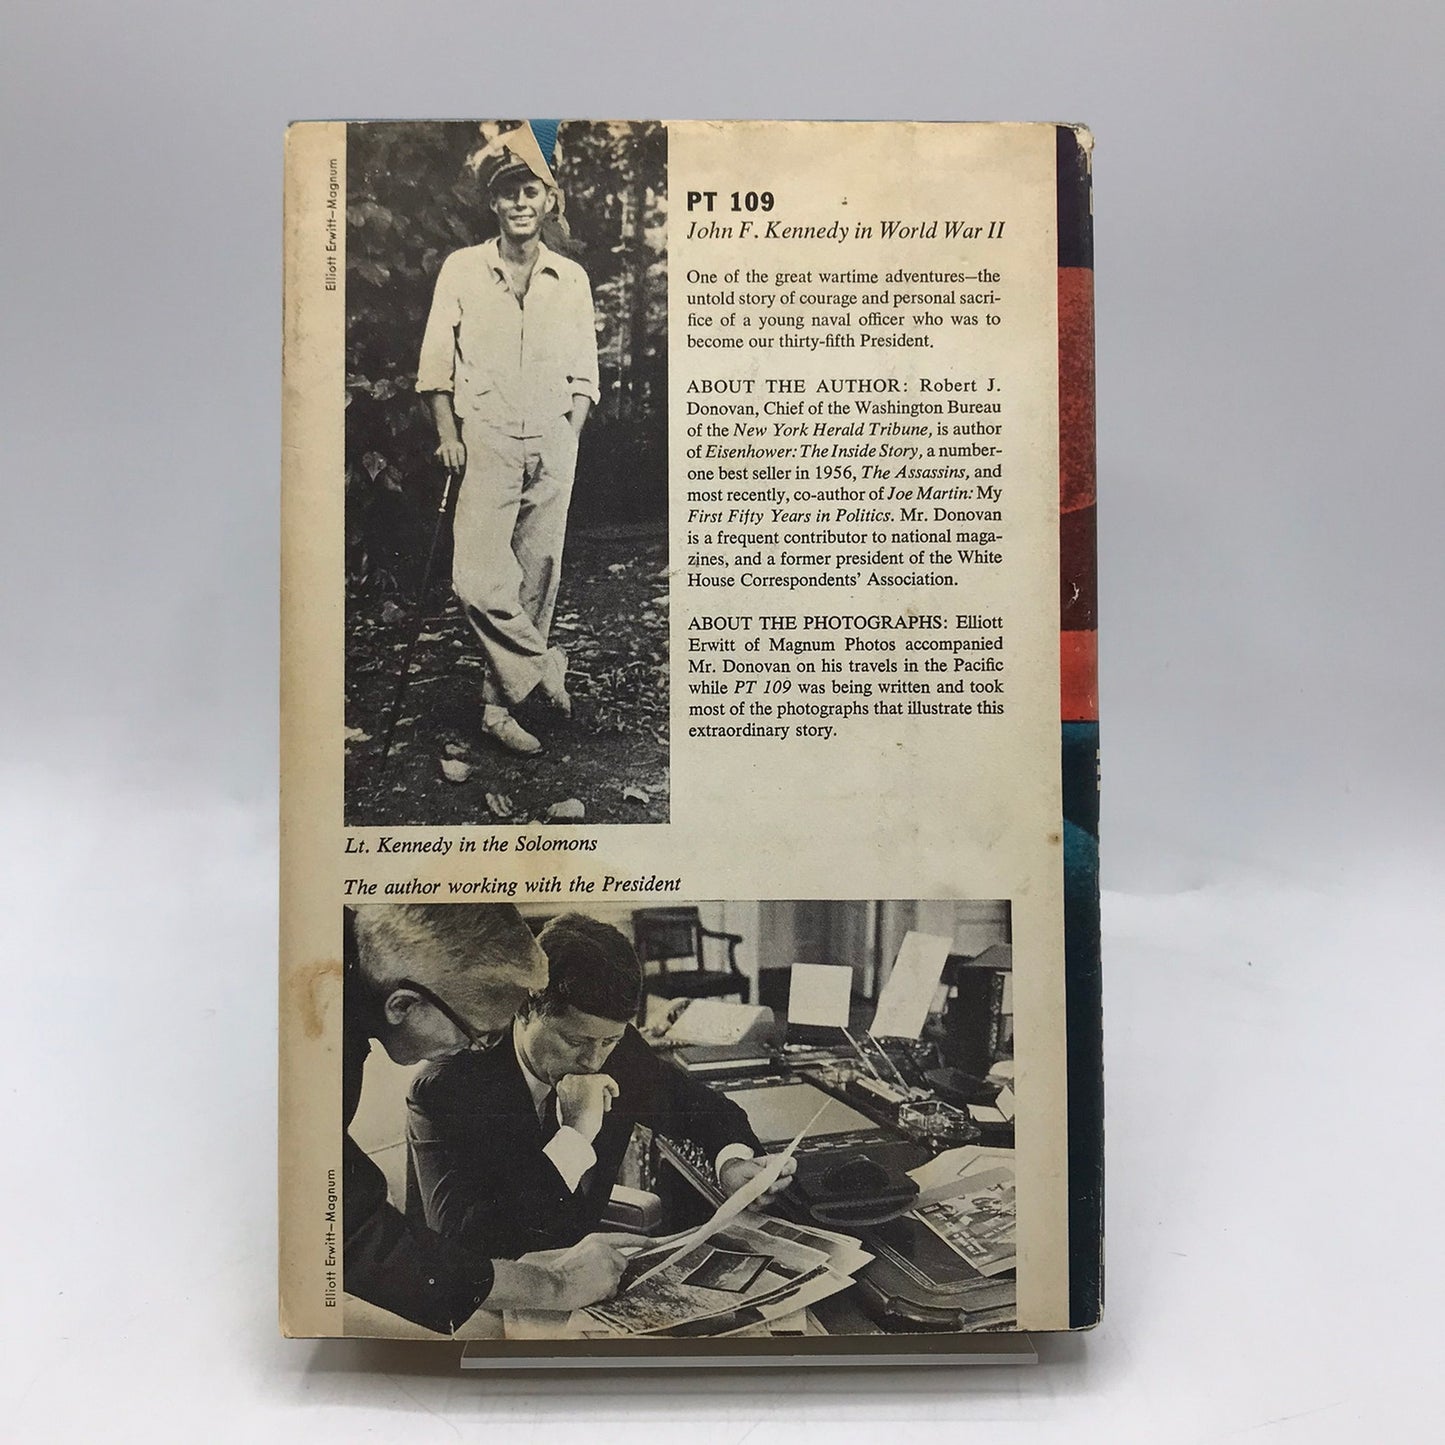 Elliott Erwitt—Magnum
PT 109
John F. Kennedy in World War II
One of the great wartime adventures—the
untold story of courage and personal sacri-
fice of a young naval officer who was to
become our thirty-fifth President.
ABOUT THE AUTHOR: Robert J.
Donovan, Chief of the Washington Bureau
of the New York Herald Tribune, is author
of Eisenhower: The Inside Story, a number-
one best seller in 1956, The Assassins, and
most recently, co-author of Joe Martin: My
First Fifty Years in Politics. Mr. Donovan
is a frequent contributor to national maga-
zines, and a former president of the White
House Correspondents' Association.
ABOUT THE PHOTOGRAPHS: Elliott
Erwitt of Magnum Photos accompanied
Mr. Donovan on his travels in the Pacific
while PT 109 was being written and took
most of the photographs that illustrate this
extraordinary story.
Lt. Kennedy in the Solomons
The author working with the President
Elliott Erwitt—Magnum